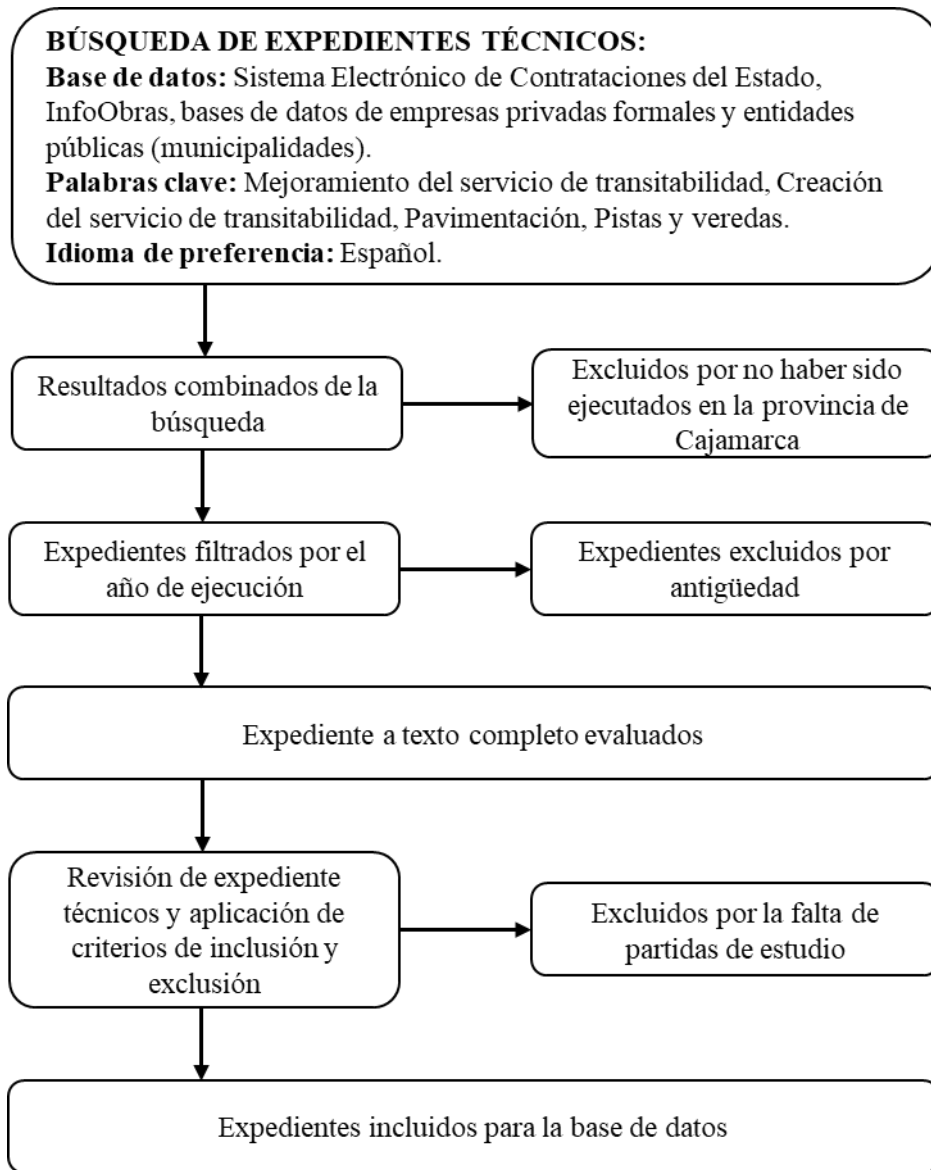 BÚSQUEDA DE EXPEDIENTES TÉCNICOS:
Base de datos: Sistema Electrónico de Contrataciones del Estado,
InfoObras, bases de datos de empresas privadas formales y entidades
públicas (municipalidades).
Palabras clave: Mejoramiento del servicio de transitabilidad, Creación
del servicio de transitabilidad, Pavimentación, Pistas y veredas.
Idioma de preferencia: Español.
Resultados combinados de la
búsqueda
Excluidos por no haber sido
ejecutados en la provincia de
Cajamarca
Expedientes filtrados por el
año de ejecución
Expedientes excluidos por
antigüedad
Expediente a texto completo evaluados
Revisión de expediente
técnicos y aplicación de
criterios de inclusión y
exclusión
Excluidos por la falta de
partidas de estudio
Expedientes incluidos para la base de datos